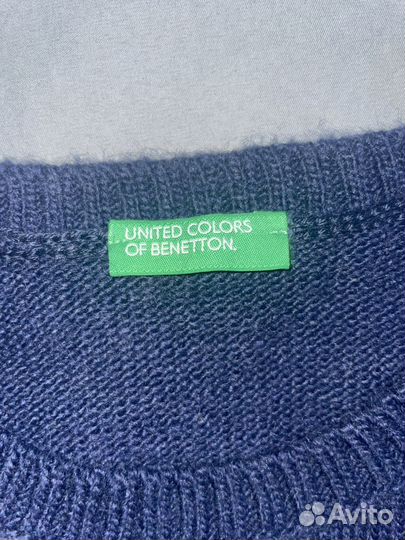 UNITED COLORS
OF BENETTON.
Avito